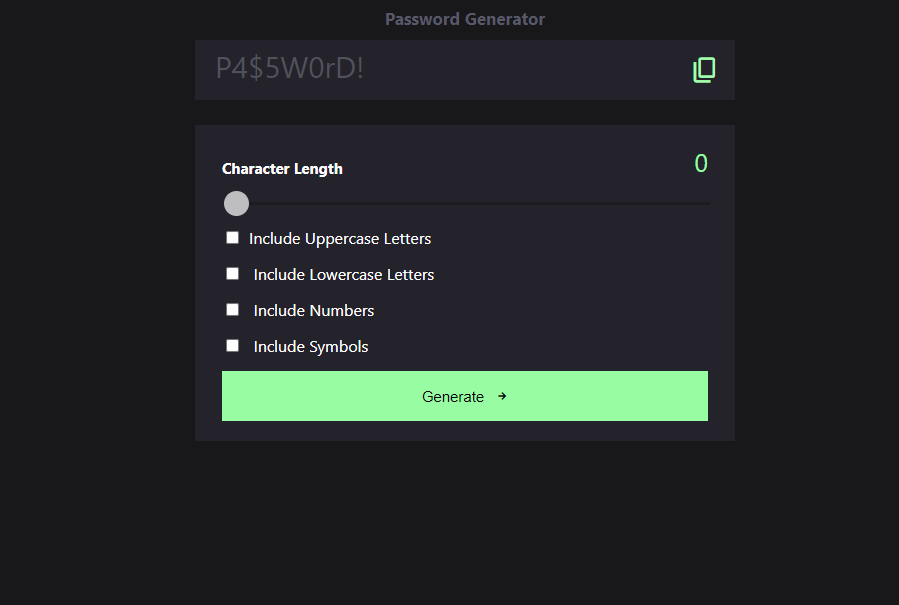 Password Generator
P4$5W0rD!
Character Length
0
Include Uppercase Letters
Include Lowercase Letters
Include Numbers
Include Symbols
Generate →